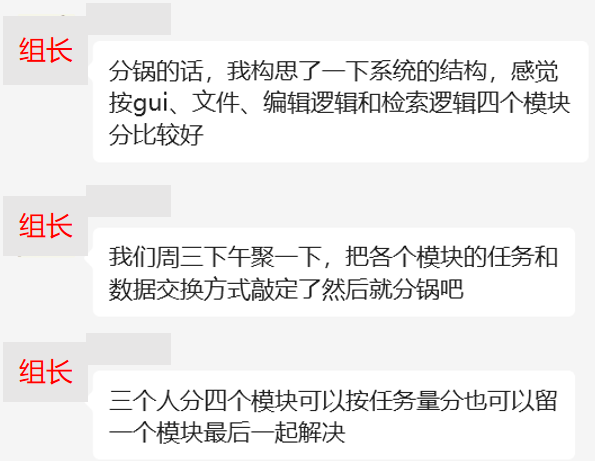 组长
分锅的话，我构思了一下系统的结构，感觉
按gui、文件、编辑逻辑和检索逻辑四个模块
分比较好
组长
我们周三下午聚一下，把各个模块的任务和
数据交换方式敲定了然后就分锅吧
组长
三个人分四个模块可以按任务量分也可以留
一个模块最后一起解决